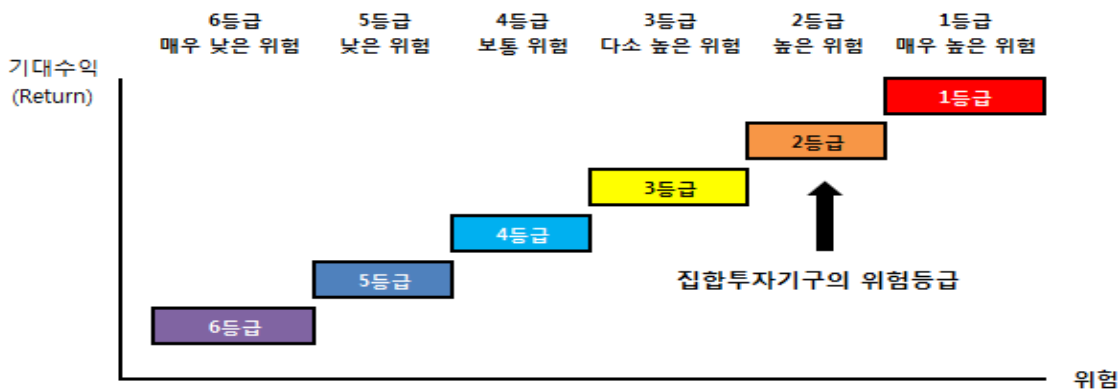 6등급 5등급 4등급 3등급 2등급 1등급
매우 낮은 위험 낮은 위험 보통 위험 다소 높은 위험 높은 위험 매우 높은 위험
기대수익
(Return)
1등급
2등급
3등급
4등급
집합투자기구의 위험등급
5등급
6등급
위험